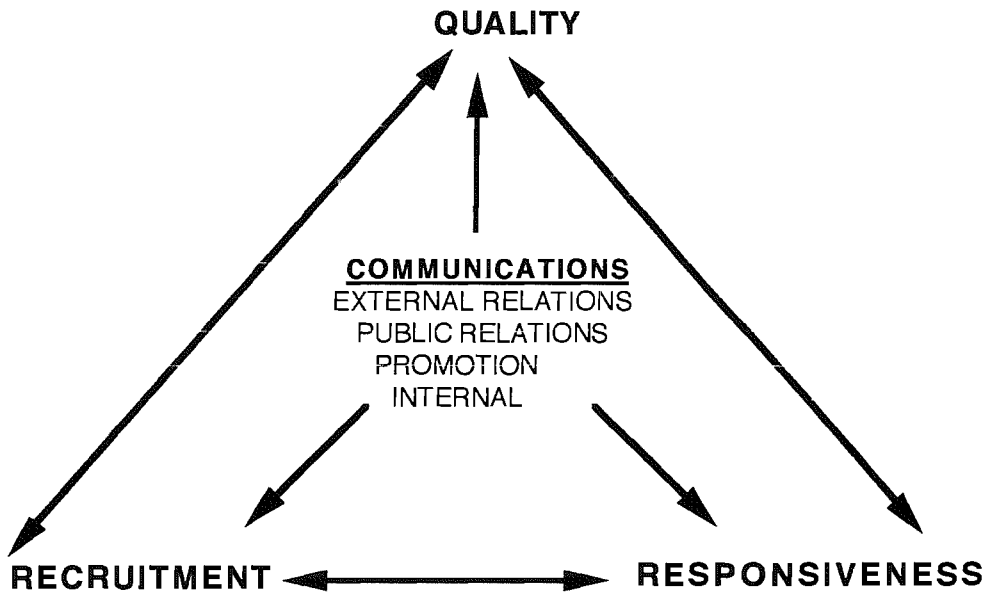 QUALITY
COMMUNICATIONS
EXTERNAL RELATIONS
PUBLIC RELATIONS
PROMOTION
INTERNAL
RECRUITMENT
RESPONSIVENESS